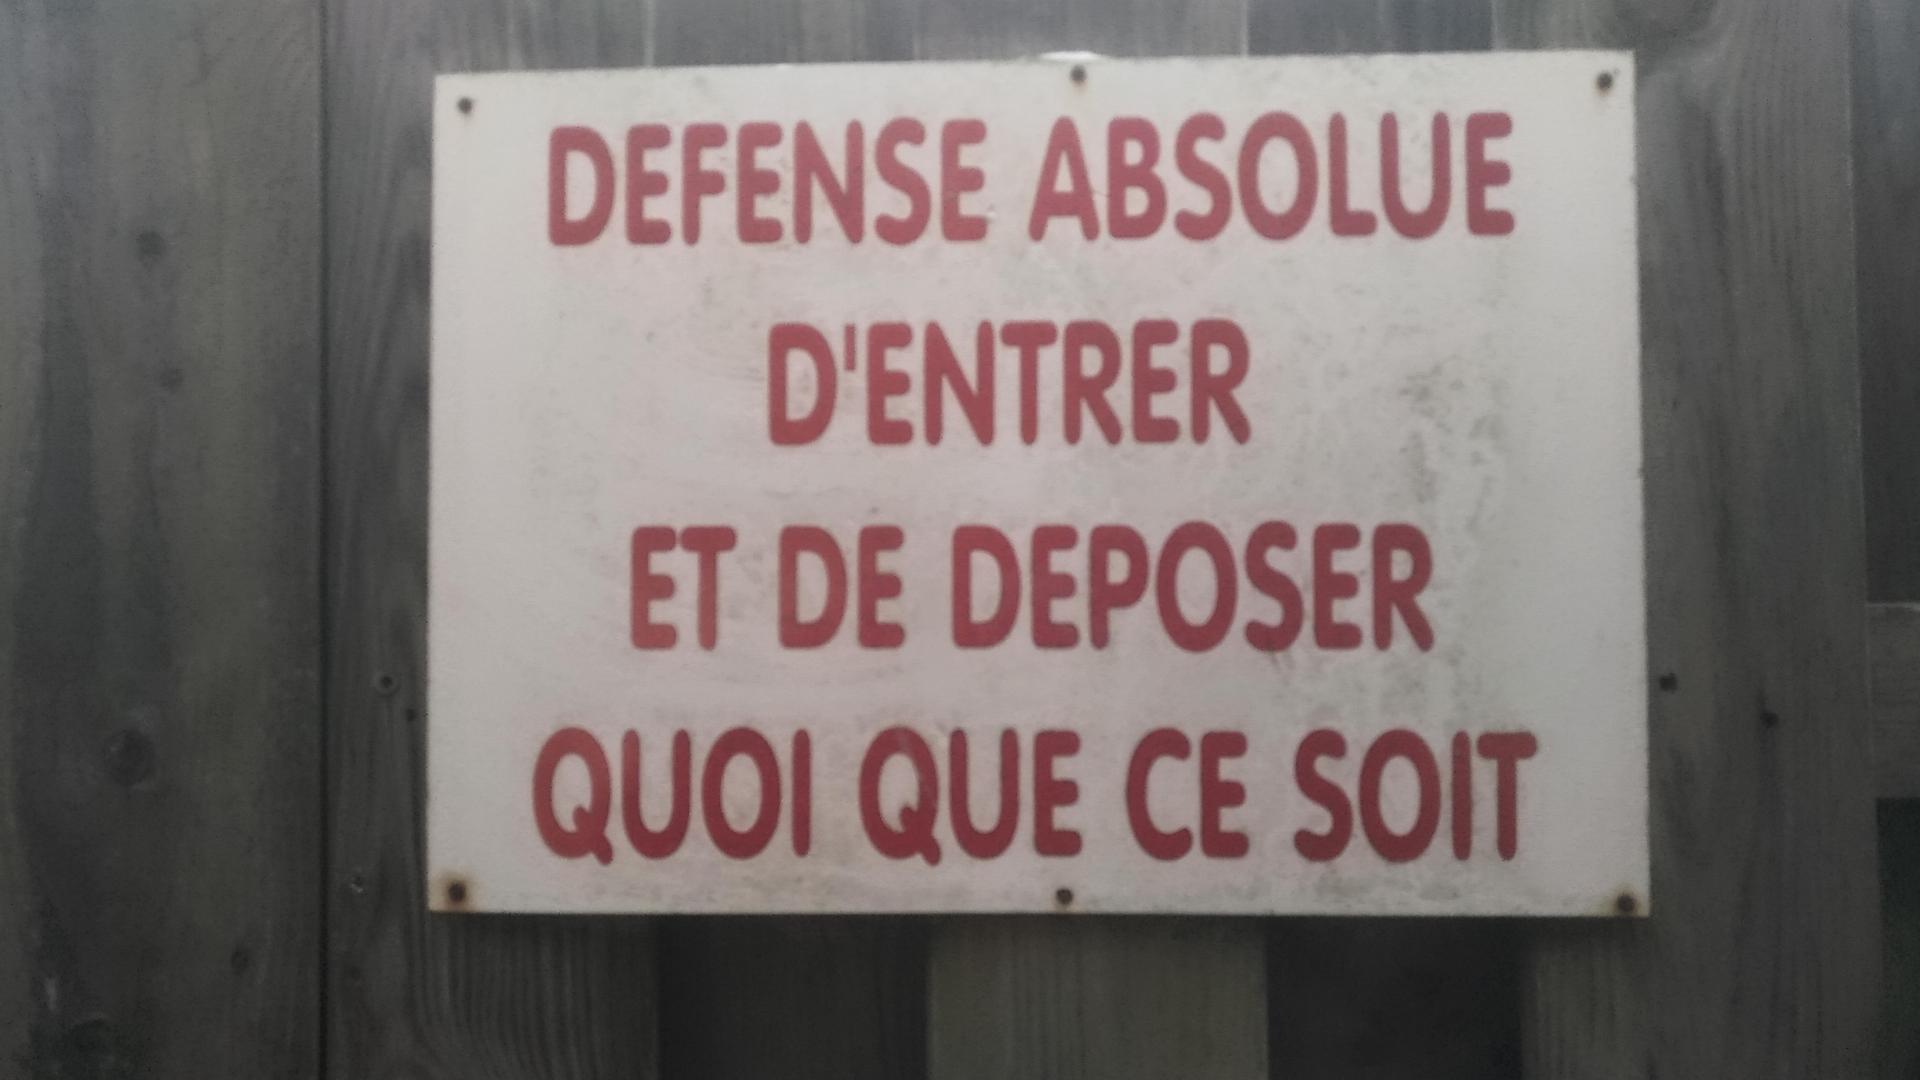 DEFENSE ABSOLUE
D'ENTRER
ET DE DEPOSER
QUOI QUE CE SOIT